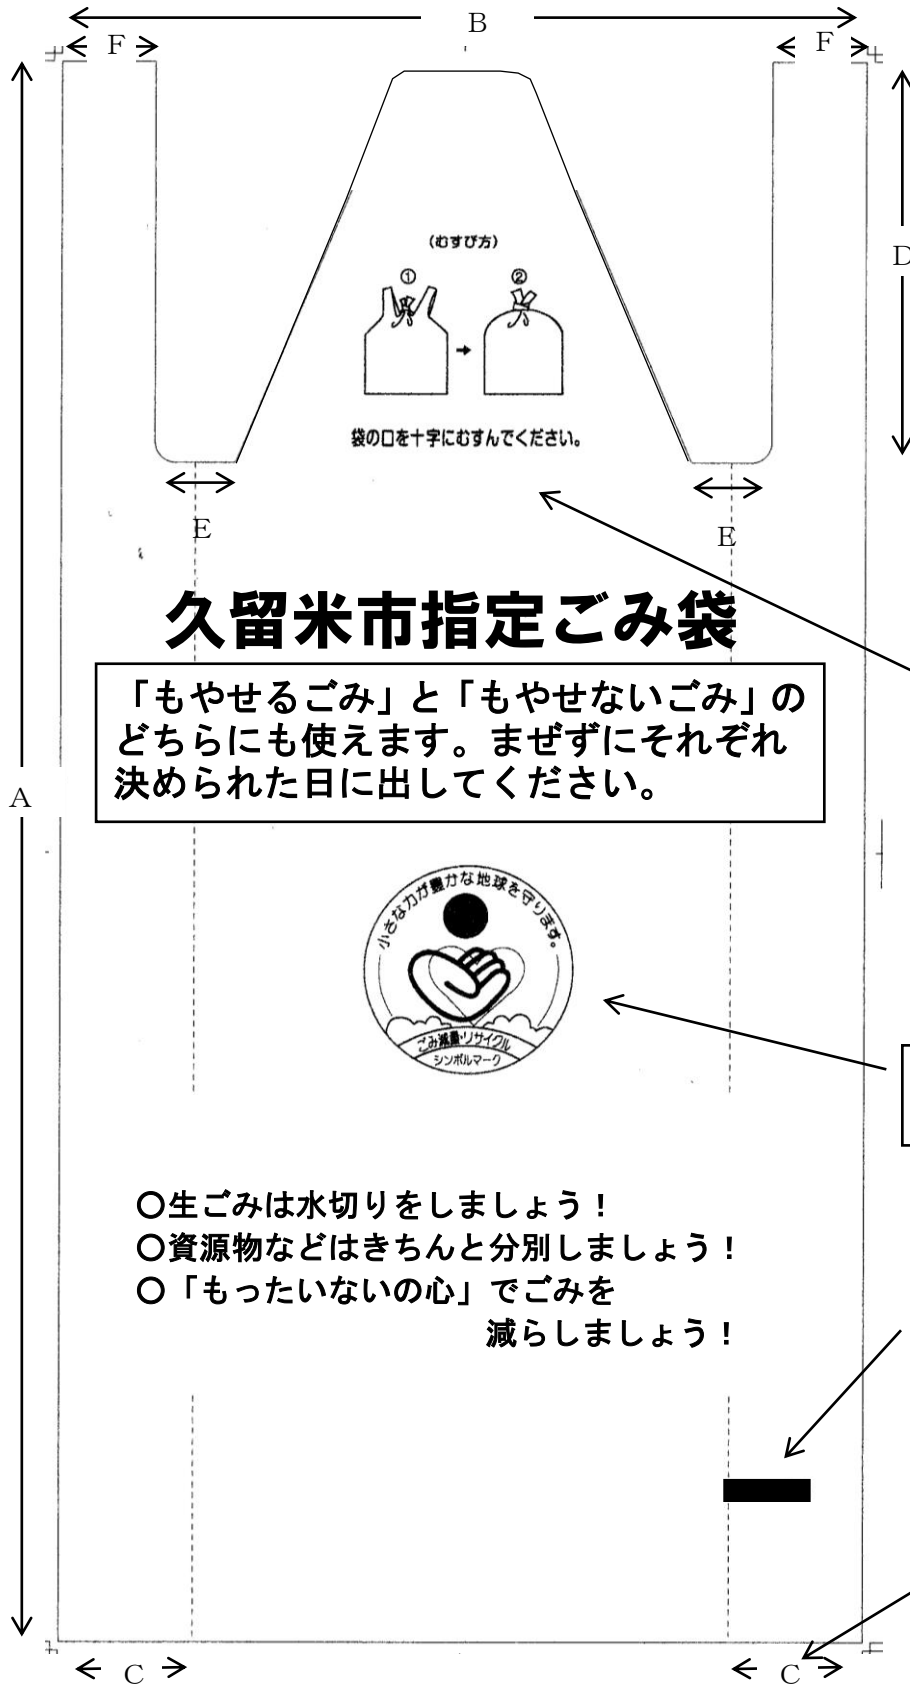 B
F
F
D
(むすび方)
① ②
袋の口を十字にむすんでください。
E
E
久留米市指定ごみ袋
「もやせるごみ」と「もやせないごみ」の
どちらにも使えます。まぜずにそれぞれ
決められた日に出してください。
A
小さな力が豊かな地球を守ります。
ごみ減量・リサイクル
シンボルマーク
○生ごみは水切りをしましょう！
○資源物などはきちんと分別しましょう！
○「もったいないの心」でごみを
減らしましょう！
C
C